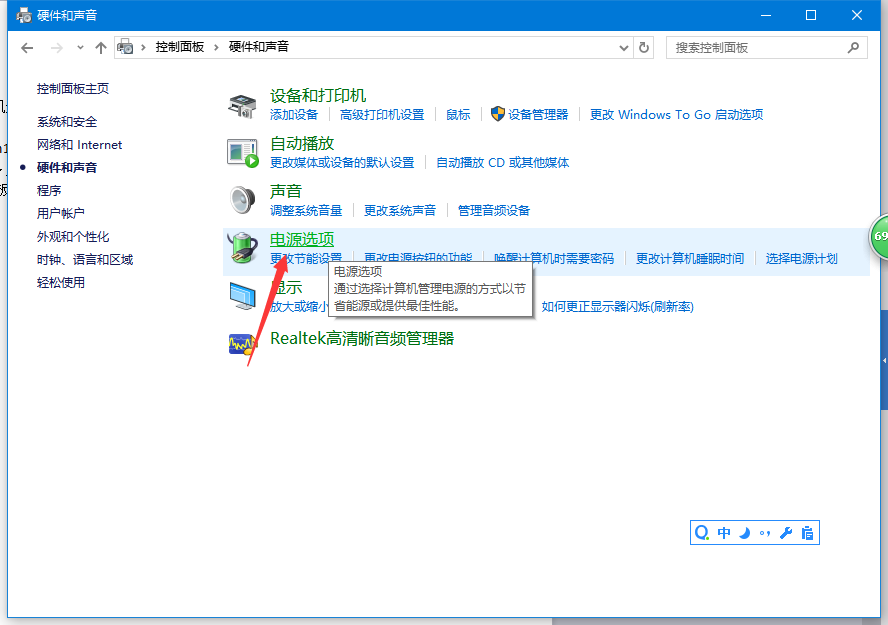 硬件和声音
控制面板 硬件和声音
搜索控制面板
控制面板主页
系统和安全
网络和 Internet
硬件和声音
程序
用户帐户
外观和个性化
时钟、语言和区域
轻松使用
设备和打印机
添加设备 高级打印机设置 鼠标 设备管理器 更改 Windows To Go 启动选项
自动播放
更改媒体或设备的默认设置 自动播放 CD 或其他媒体
声音
调整系统音量 更改系统声音 管理音频设备
电源选项
更改节能设置 更改电源按钮的功能 唤醒计算机时需要密码 更改计算机睡眠时间 选择电源计划
电源选项
通过选择计算机管理电源的方式以节
省能源或提供最佳性能。
显示
放大或缩小 如何更正显示器闪烁(刷新率)
Realtek高清晰音频管理器
69
中